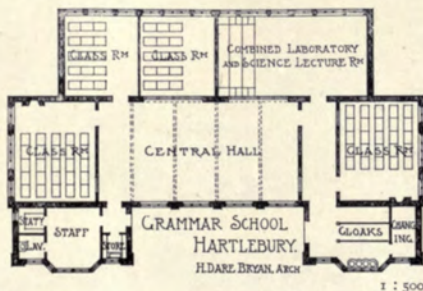 CLASS RM
CLASS RM
COMBINED LABORATORY
AND SCIENCE LECTURE RM
CLASS RM
CENTRAL HALL
CLASS RM
STAFF
LAV.
STORE
GRAMMAR SCHOOL
HARTLEBURY.
H. DARE BRYAN, ARCH
CLOAKS
CHANG
ING.
1 : 500